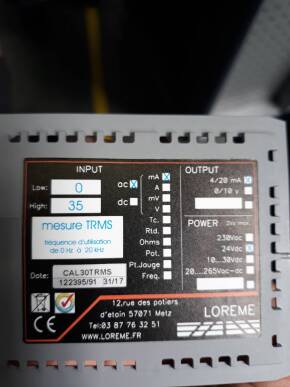 INPUT
Low: 0
High: 35
ac
dc
mA
A
mV
V
Tc.
Rtd.
Ohms
Pot.
Pt.Jauge
Freq.
mesure TRMS
fréquence d'utilisation
de 0 Hz à 20 kHz
Date: CAL30TRMS
122395/91 31/17
OUTPUT
4/20 mA
0/10 v
POWER
230Vac
24Vac
10...30Vdc
20...265Vac-dc
12,rue des potiers
d'etain 57071 Metz
Tel:03 87 76 32 51
WWW.LOREME.FR
LOREME
CE